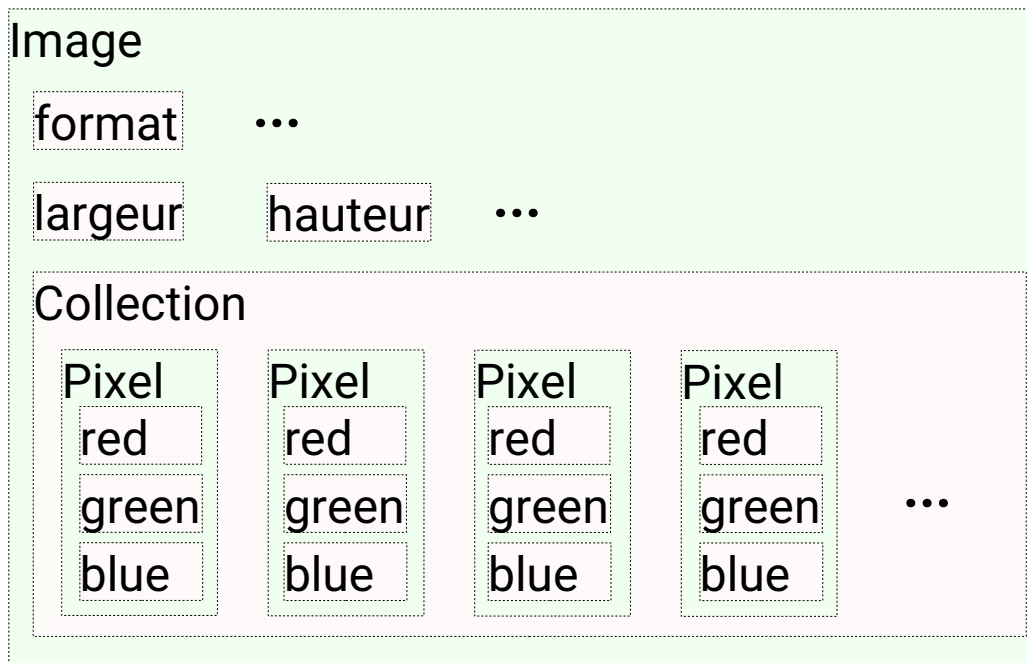 Image
format ...
largeur hauteur ...
Collection
Pixel Pixel Pixel Pixel
red red red red
green green green green ...
blue blue blue blue